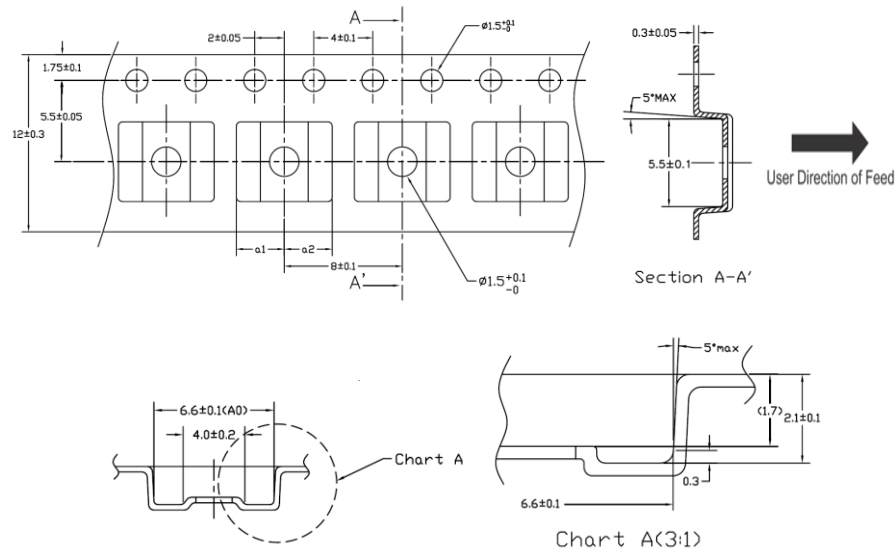 A
2±0.05
4±0.1
ø1.5+0.1 -0
0.3±0.05
1.75±0.1
5°MAX
5.5±0.05
12±0.3
5.5±0.1
User Direction of Feed
a1
a2
8±0.1
A'
ø1.5+0.1 -0
Section A-A'
5°max
6.6±0.1(A0)
4.0±0.2
(1.7)
2.1±0.1
Chart A
0.3
6.6±0.1
Chart A(3:1)